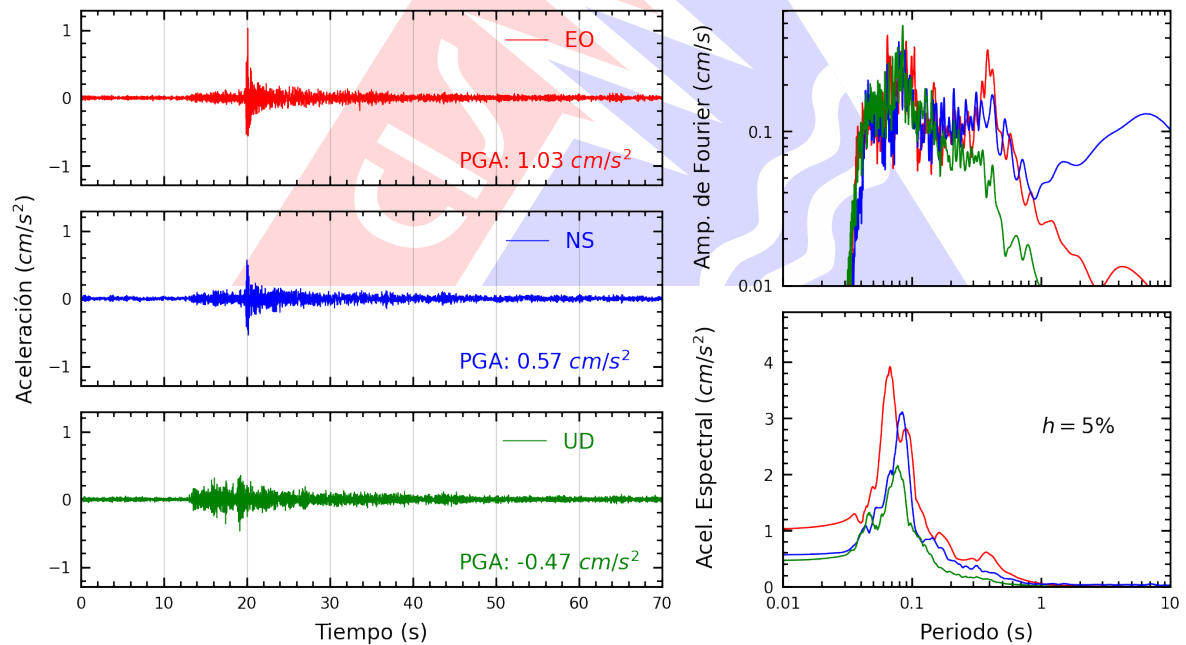 Aceleración (cm/s²)
1
0
−1
EO
PGA: 1.03 cm/s²
1
0
−1
NS
PGA: 0.57 cm/s²
1
0
−1
UD
PGA: -0.47 cm/s²
0 10 20 30 40 50 60 70
Tiempo (s)
Amp. de Fourier (cm/s)
0.1
0.01
Acel. Espectral (cm/s²)
4
3
2
1
0
h = 5%
0.01 0.1 1 10
Periodo (s)
CISMID